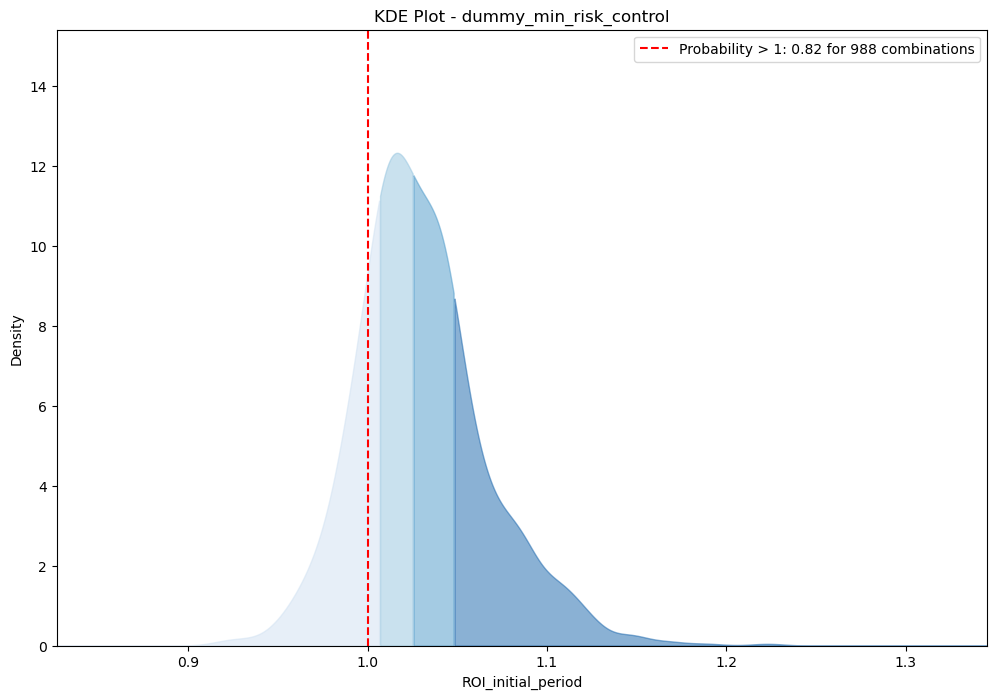 KDE Plot - dummy_min_risk_control
Probability > 1: 0.82 for 988 combinations
Density
14
12
10
8
6
4
2
0
0.9 1.0 1.1 1.2 1.3
ROI_initial_period